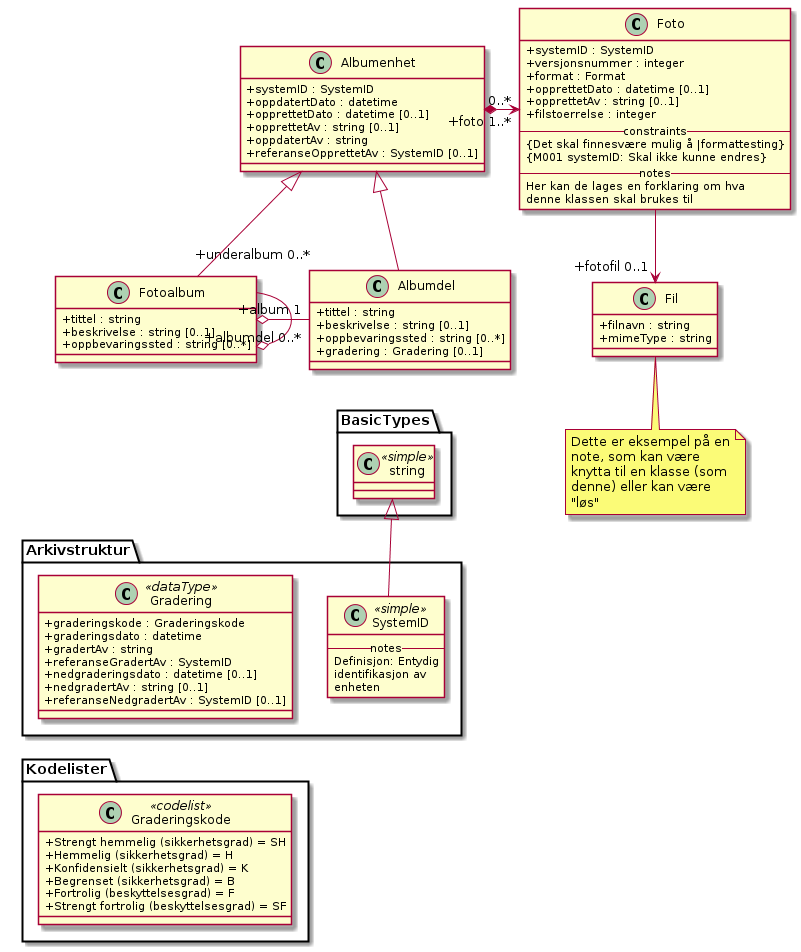 C Albumenhet
+systemID : SystemID
+oppdatertDato : datetime
+opprettetDato : datetime [0..1]
+opprettetAv : string [0..1]
+oppdatertAv : string
+referanseOpprettetAv : SystemID [0..1]
0..*
+foto 1..*
C Foto
+systemID : SystemID
+versjonsnummer : integer
+format : Format
+opprettetDato : datetime [0..1]
+opprettetAv : string [0..1]
+filstoerrelse : integer
constraints
{Det skal finnesvære mulig å |formattesting}
{M001 systemID: Skal ikke kunne endres}
notes
Her kan de lages en forklaring om hva
denne klassen skal brukes til
+underalbum 0..*
+fotofil 0..1
C Fotoalbum
+tittel : string
+beskrivelse : string [0..1]
+oppbevaringssted : string [0..*]
+album 1
+albumdel 0..*
C Albumdel
+tittel : string
+beskrivelse : string [0..1]
+oppbevaringssted : string [0..*]
+gradering : Gradering [0..1]
C Fil
+filnavn : string
+mimeType : string
Dette er eksempel på en
note, som kan være
knytta til en klasse (som
denne) eller kan være
"løs"
BasicTypes
C «simple»
string
Arkivstruktur
C «dataType»
Gradering
+graderingskode : Graderingskode
+graderingsdato : datetime
+gradertAv : string
+referanseGradertAv : SystemID
+nedgraderingsdato : datetime [0..1]
+nedgradertAv : string [0..1]
+referanseNedgradertAv : SystemID [0..1]
C «simple»
SystemID
notes
Definisjon: Entydig
identifikasjon av
enheten
Kodelister
C «codelist»
Graderingskode
+Strengt hemmelig (sikkerhetsgrad) = SH
+Hemmelig (sikkerhetsgrad) = H
+Konfidensielt (sikkerhetsgrad) = K
+Begrenset (sikkerhetsgrad) = B
+Fortrolig (beskyttelsesgrad) = F
+Strengt fortrolig (beskyttelsesgrad) = SF